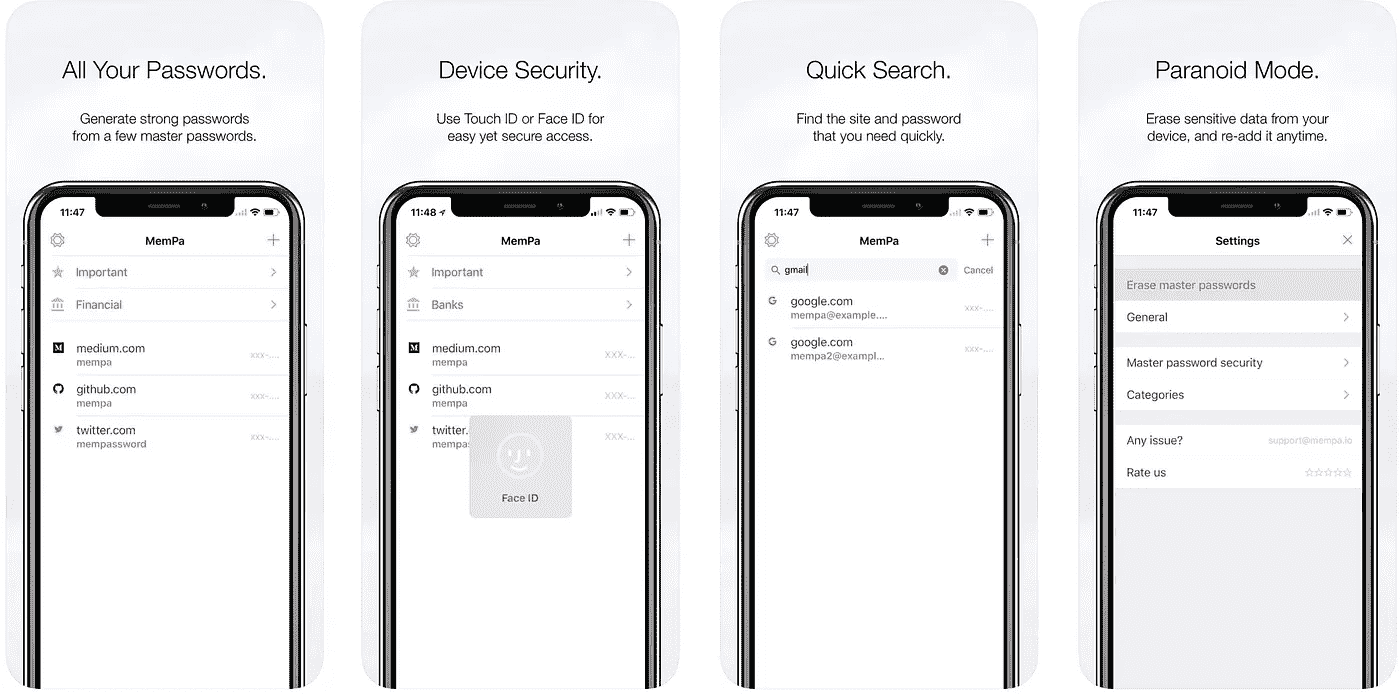 All Your Passwords.
Generate strong passwords
from a few master passwords.
11:47
MemPa
Important
Financial
medium.com
mempa
xxx-....
github.com
mempa
xxx-....
twitter.com
mempassword
xxx-....
Device Security.
Use Touch ID or Face ID for
easy yet secure access.
11:48
MemPa
Important
Banks
medium.com
mempa
xxx-...
github.com
mempa
xxx-...
twitter.
mempas
xxx-...
Face ID
Quick Search.
Find the site and password
that you need quickly.
11:47
MemPa
gmail
Cancel
google.com
mempa@example....
xxx-....
google.com
mempa2@exampl...
xxx-....
Paranoid Mode.
Erase sensitive data from your
device, and re-add it anytime.
11:47
Settings
Erase master passwords
General
Master password security
Categories
Any issue?
support@mempa.io
Rate us